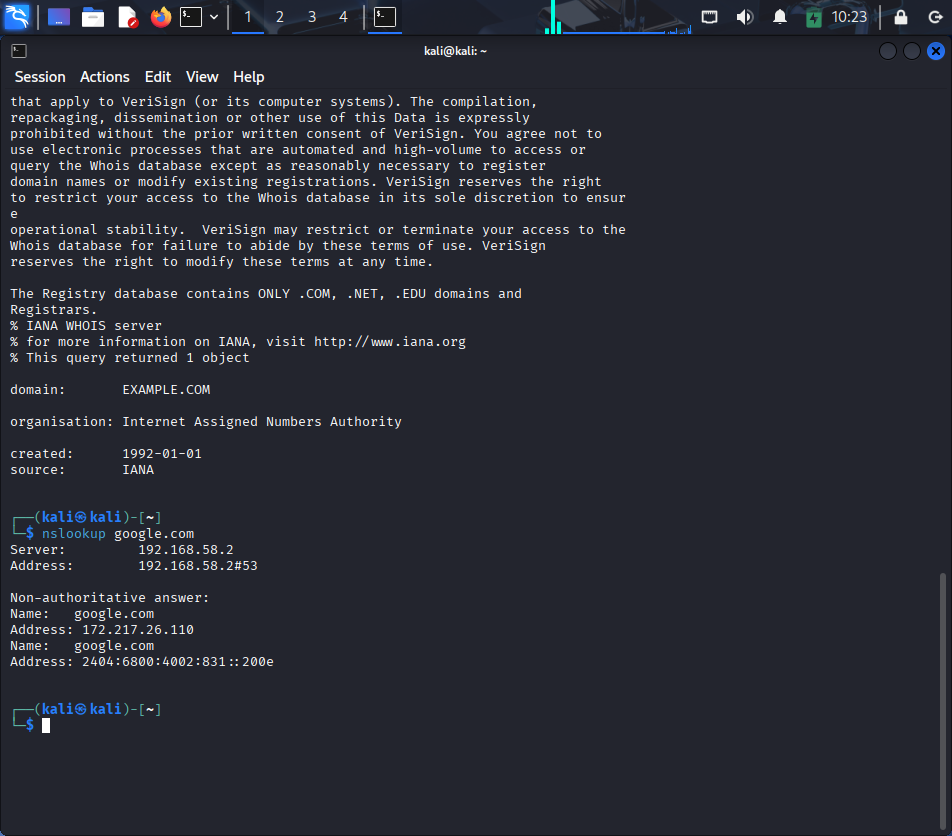 1 2 3 4 10:23
kali@kali: ~
Session Actions Edit View Help
that apply to VeriSign (or its computer systems). The compilation,
repackaging, dissemination or other use of this Data is expressly
prohibited without the prior written consent of VeriSign. You agree not to
use electronic processes that are automated and high-volume to access or
query the Whois database except as reasonably necessary to register
domain names or modify existing registrations. VeriSign reserves the right
to restrict your access to the Whois database in its sole discretion to ensur
e
operational stability.  VeriSign may restrict or terminate your access to the
Whois database for failure to abide by these terms of use. VeriSign
reserves the right to modify these terms at any time.

The Registry database contains ONLY .COM, .NET, .EDU domains and
Registrars.
% IANA WHOIS server
% for more information on IANA, visit http://www.iana.org
% This query returned 1 object

domain:       EXAMPLE.COM

organisation: Internet Assigned Numbers Authority

created:      1992-01-01
source:       IANA

┌──(kali㉿kali)-[~]
└─$ nslookup google.com
Server:         192.168.58.2
Address:        192.168.58.2#53

Non-authoritative answer:
Name:   google.com
Address: 172.217.26.110
Name:   google.com
Address: 2404:6800:4002:831::200e

┌──(kali㉿kali)-[~]
└─$